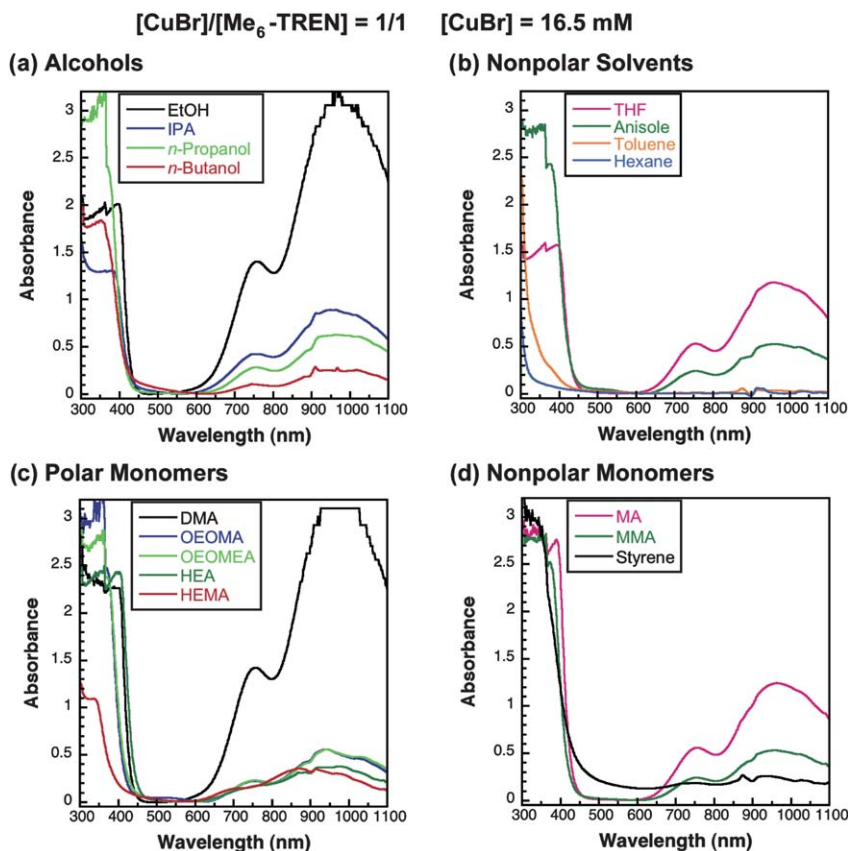 [CuBr]/[Me6-TREN] = 1/1 [CuBr] = 16.5 mM
(a) Alcohols
EtOH
IPA
n-Propanol
n-Butanol
3
2.5
2
1.5
1
0.5
0
Absorbance
300 400 500 600 700 800 900 1000 1100
Wavelength (nm)
(b) Nonpolar Solvents
THF
Anisole
Toluene
Hexane
3
2.5
2
1.5
1
0.5
0
Absorbance
300 400 500 600 700 800 900 1000 1100
Wavelength (nm)
(c) Polar Monomers
DMA
OEOMA
OEOMEA
HEA
HEMA
3
2.5
2
1.5
1
0.5
0
Absorbance
300 400 500 600 700 800 900 1000 1100
Wavelength (nm)
(d) Nonpolar Monomers
MA
MMA
Styrene
3
2.5
2
1.5
1
0.5
0
Absorbance
300 400 500 600 700 800 900 1000 1100
Wavelength (nm)